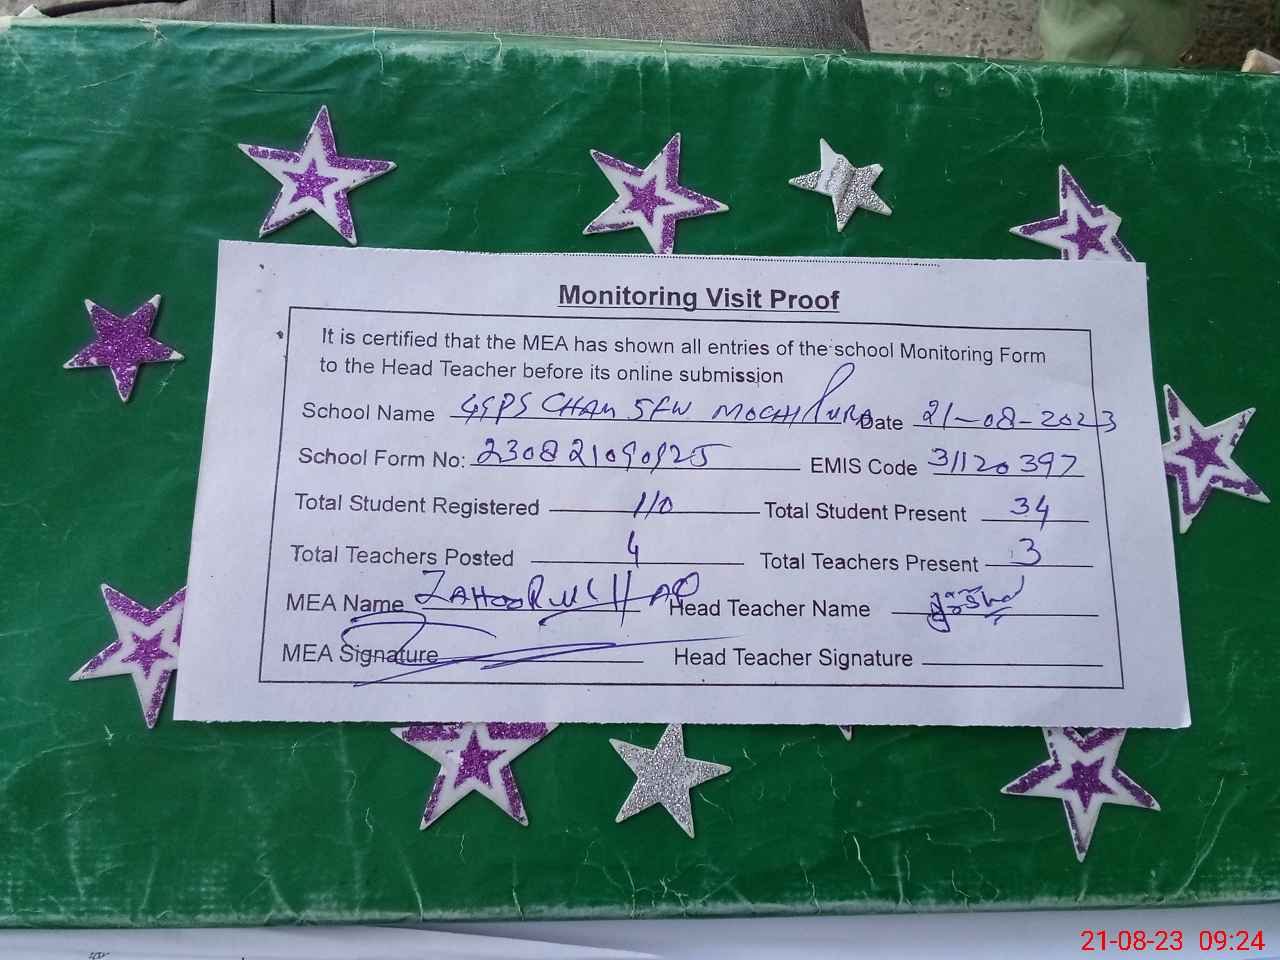 Monitoring Visit Proof
It is certified that the MEA has shown all entries of the school Monitoring Form
to the Head Teacher before its online submission
School Name GGPS CHAH SFW MOCHI PURA Date 21-08-2023
School Form No: EMIS Code 31120397
Total Student Registered 110 Total Student Present 34
Total Teachers Posted 4 Total Teachers Present 3
MEA Name ZAHOOR UL HAQ Head Teacher Name
MEA Signature Head Teacher Signature
21-08-23 09:24